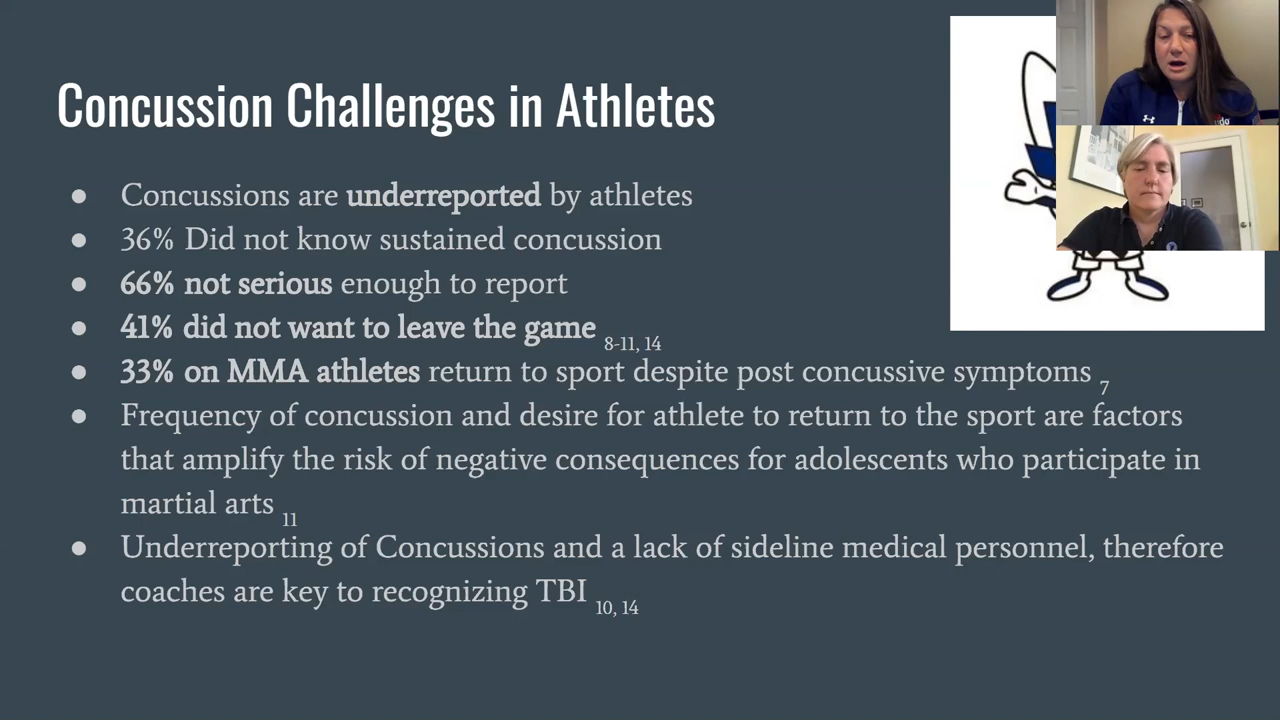 Concussion Challenges in Athletes
● Concussions are underreported by athletes
● 36% Did not know sustained concussion
● 66% not serious enough to report
● 41% did not want to leave the game 8-11, 14
● 33% on MMA athletes return to sport despite post concussive symptoms 7
● Frequency of concussion and desire for athlete to return to the sport are factors
that amplify the risk of negative consequences for adolescents who participate in
martial arts 11
● Underreporting of Concussions and a lack of sideline medical personnel, therefore
coaches are key to recognizing TBI 10, 14